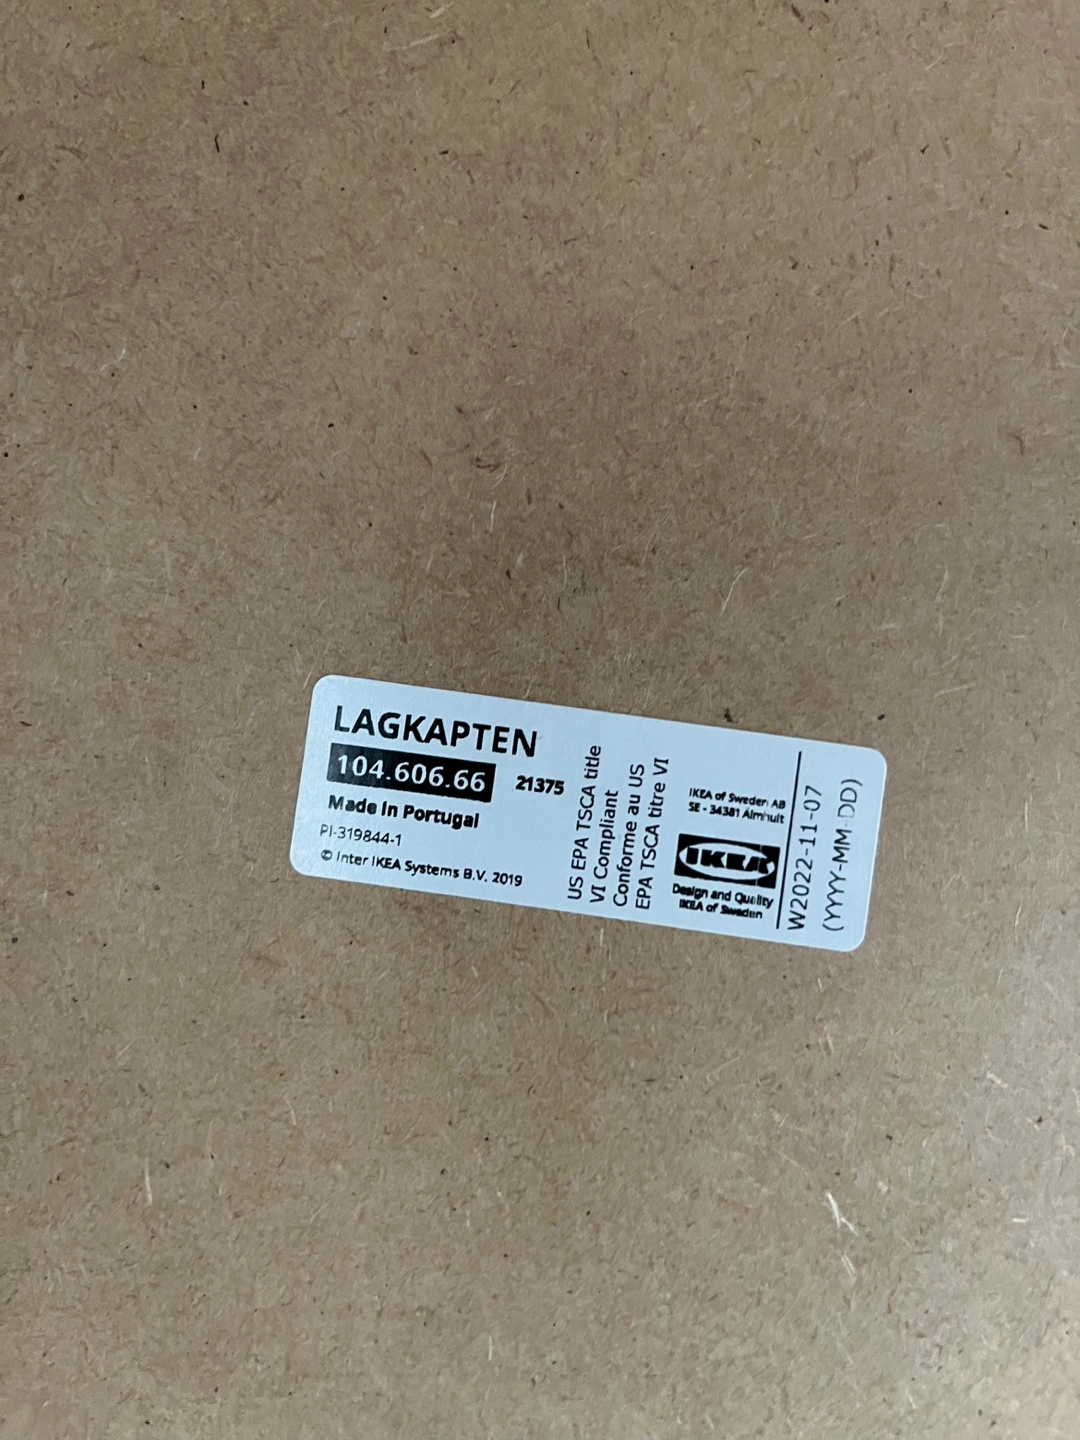 LAGKAPTEN
104.606.66 21375
Made in Portugal
PI-319844-1
© Inter IKEA Systems B.V. 2019
US EPA TSCA title
VI Compliant
Conforme au US
EPA TSCA titre VI
IKEA of Sweden AB
SE - 34381 Älmhult
IKEA
Design and Quality
IKEA of Sweden
W2022-11-07
(YYYY-MM-DD)